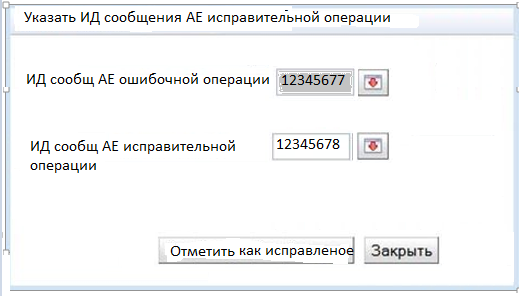 Указать ИД сообщения АЕ исправительной операции
ИД сообщ АЕ ошибочной операции 12345677
ИД сообщ АЕ исправительной 12345678
операции
Отметить как исправленое Закрыть